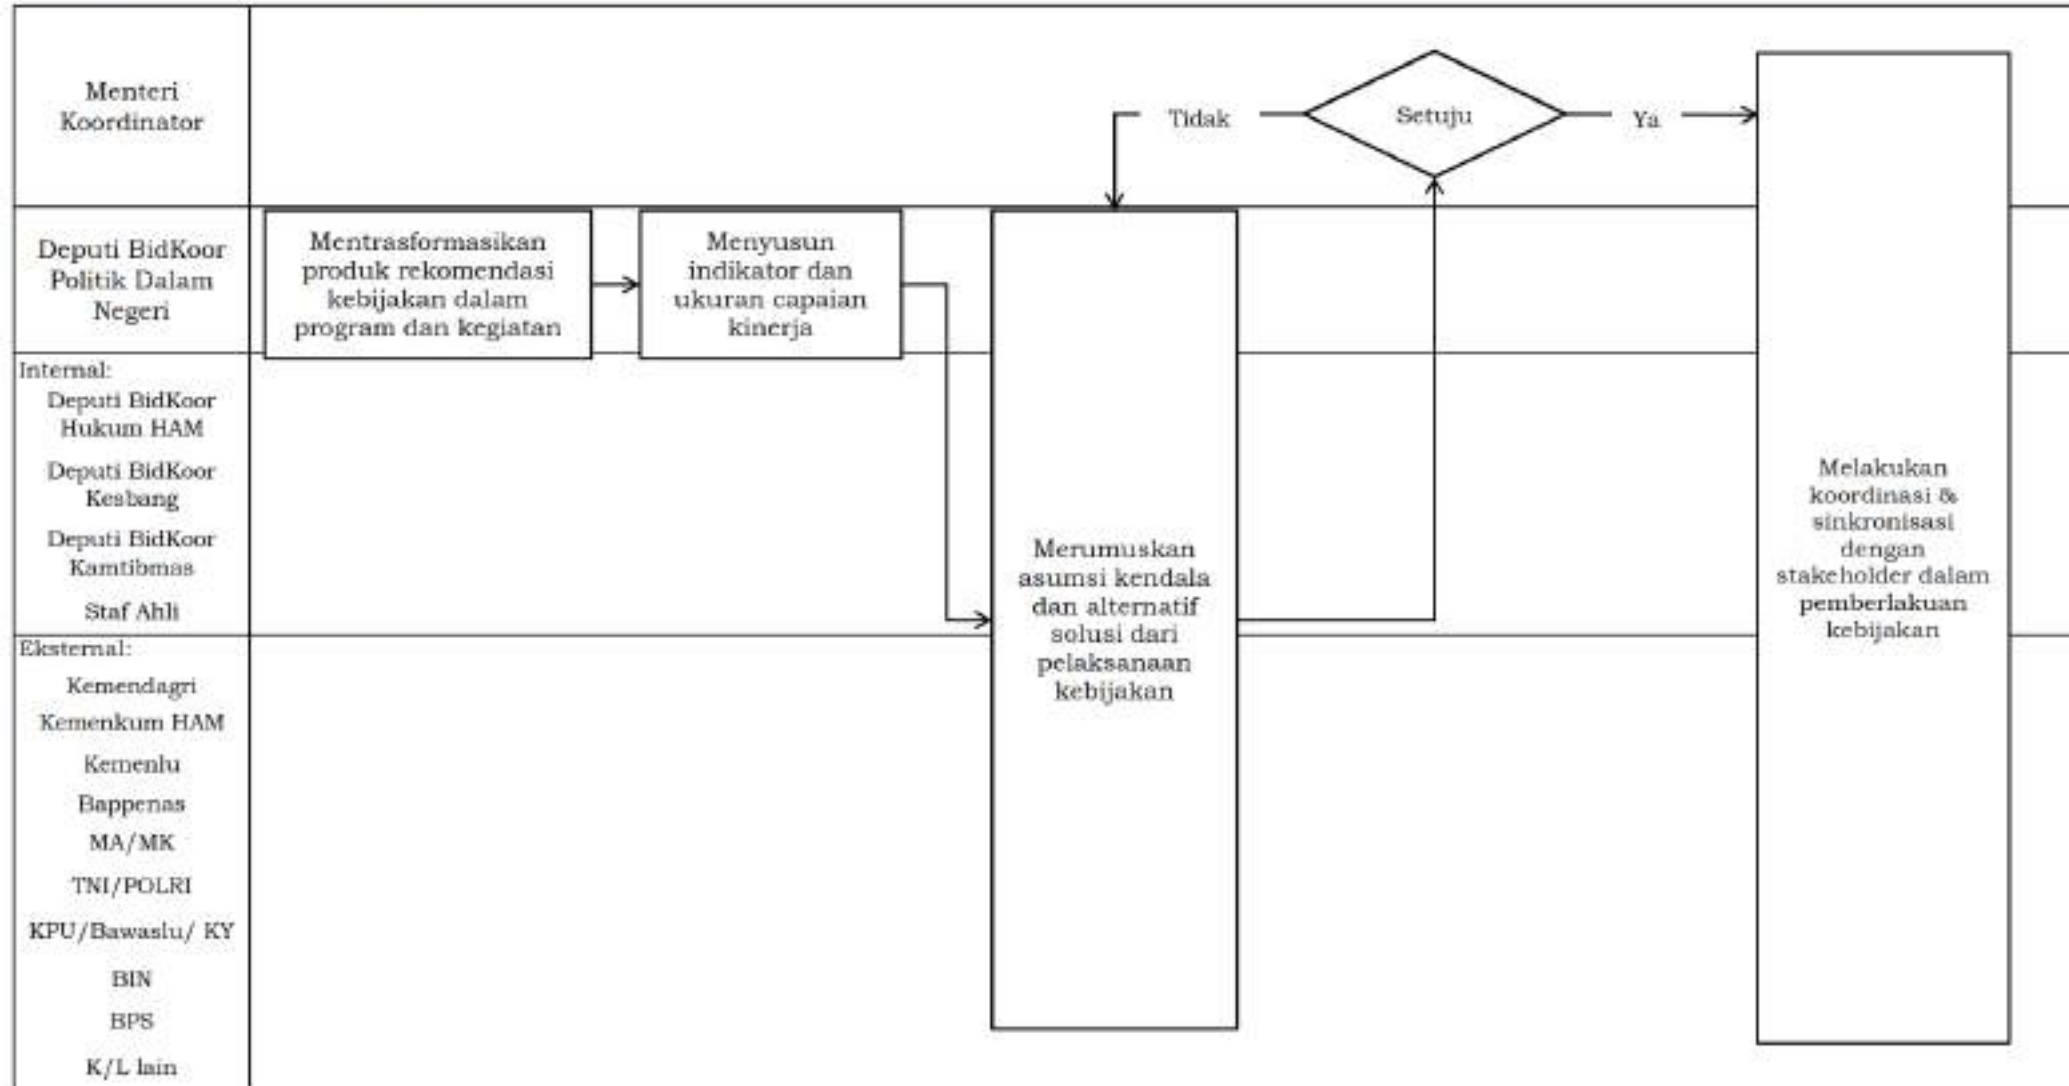 Menteri
Koordinator
Tidak
Setuju
Ya
Deputi BidKoor
Politik Dalam
Negeri
Mentrasformasikan
produk rekomendasi
kebijakan dalam
program dan kegiatan
Menyusun
indikator dan
ukuran capaian
kinerja
Internal:
Deputi BidKoor
Hukum HAM
Deputi BidKoor
Kesbang
Deputi BidKoor
Kamtibmas
Staf Ahli
Merumuskan
asumsi kendala
dan alternatif
solusi dari
pelaksanaan
kebijakan
Melakukan
koordinasi &
sinkronisasi
dengan
stakeholder dalam
pemberlakuan
kebijakan
Eksternal:
Kemendagri
Kemenkum HAM
Kemenlu
Bappenas
MA/MK
TNI/POLRI
KPU/Bawaslu/ KY
BIN
BPS
K/L lain